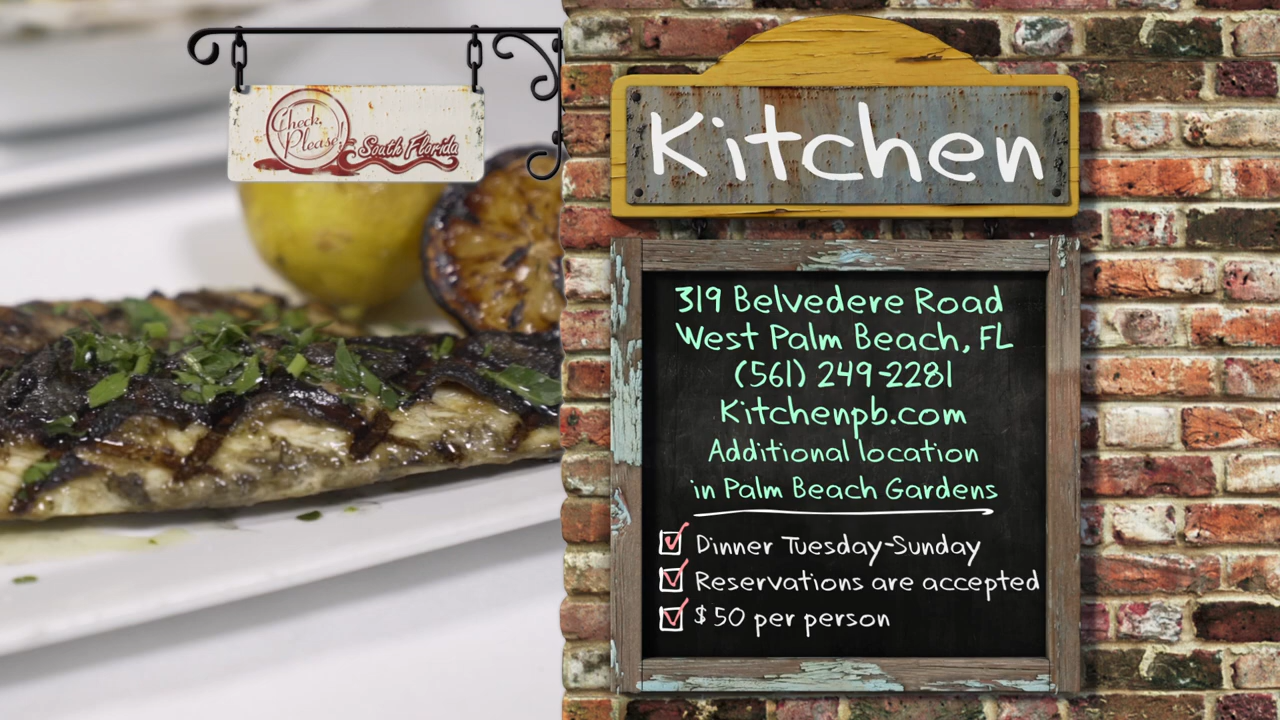 Check, Please!
South Florida
Kitchen
319 Belvedere Road
West Palm Beach, FL
(561) 249-2281
Kitchenpb.com
Additional location
in Palm Beach Gardens
Dinner Tuesday-Sunday
Reservations are accepted
$50 per person